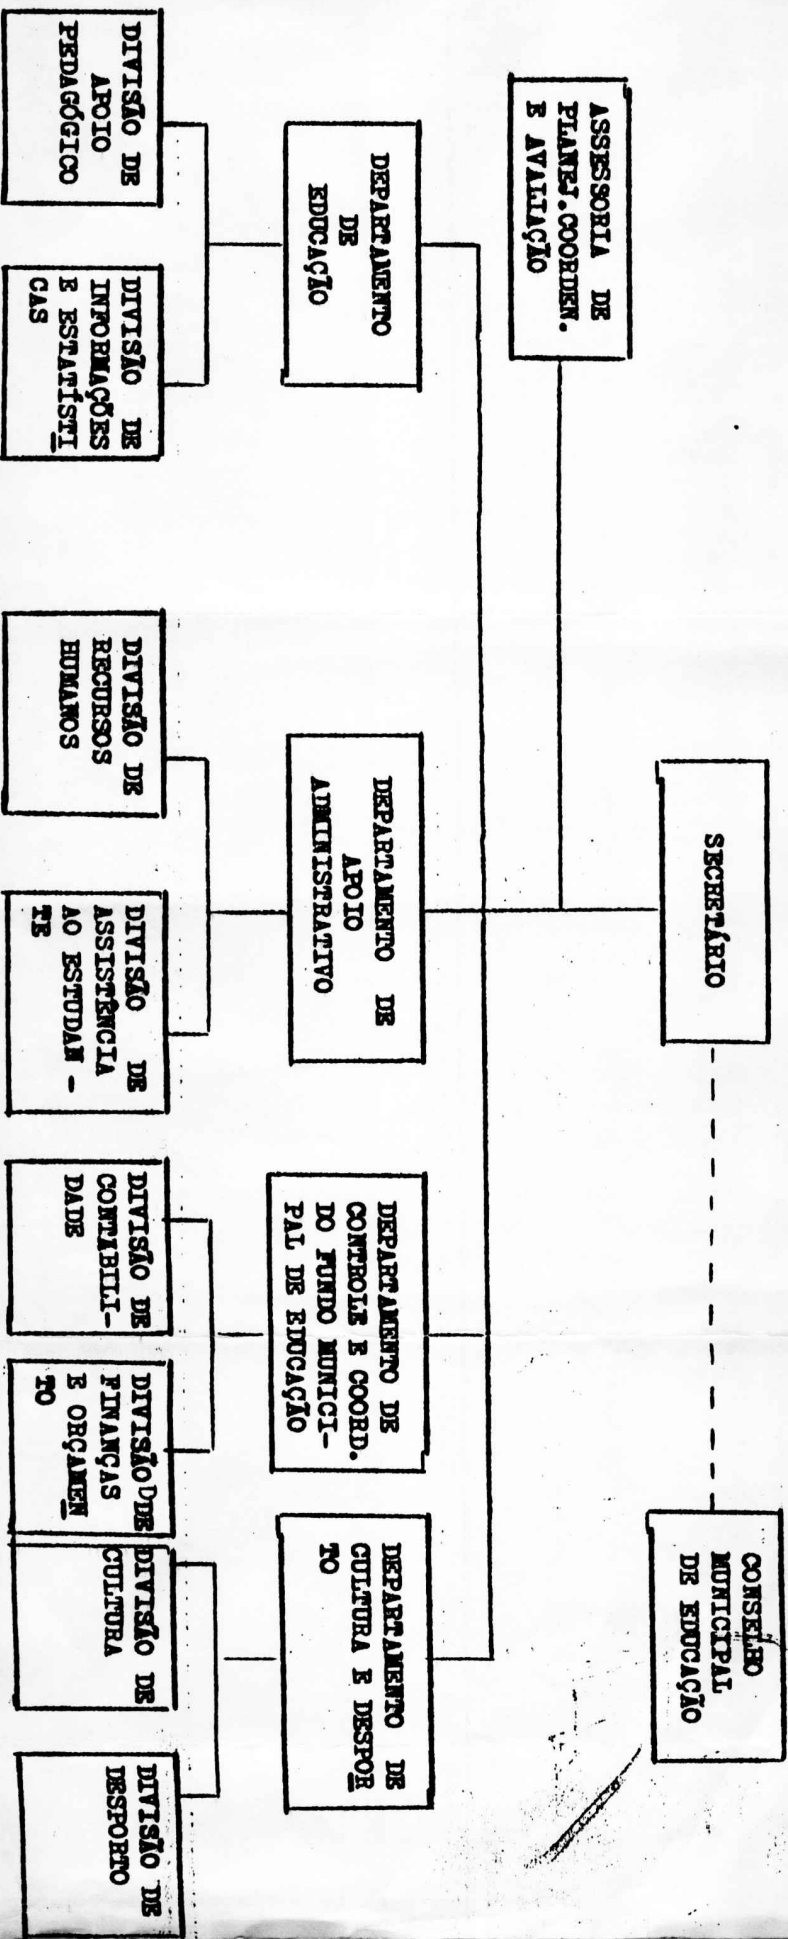 SECRETÁRIO
CONSELHO
MUNICIPAL
DE EDUCAÇÃO
ASSESSORIA DE
PLANEJ.COORDEN.
E AVALIAÇÃO
DEPARTAMENTO
DE
EDUCAÇÃO
DEPARTAMENTO DE
APOIO
ADMINISTRATIVO
DEPARTAMENTO DE
CONTROLE E COORD.
DO FUNDO MUNICI-
PAL DE EDUCAÇÃO
DEPARTAMENTO DE
CULTURA E DESPOR
TO
DIVISÃO DE
APOIO
PEDAGÓGICO
DIVISÃO DE
INFORMAÇÕES
E ESTATÍSTI
CAS
DIVISÃO DE
RECURSOS
HUMANOS
DIVISÃO DE
ASSISTÊNCIA
AO ESTUDAN -
TE
DIVISÃO DE
CONTABILI-
DADE
DIVISÃO DE
FINANÇAS
E ORÇAMEN
TO
DIVISÃO DE
CULTURA
DIVISÃO DE
DESPORTO